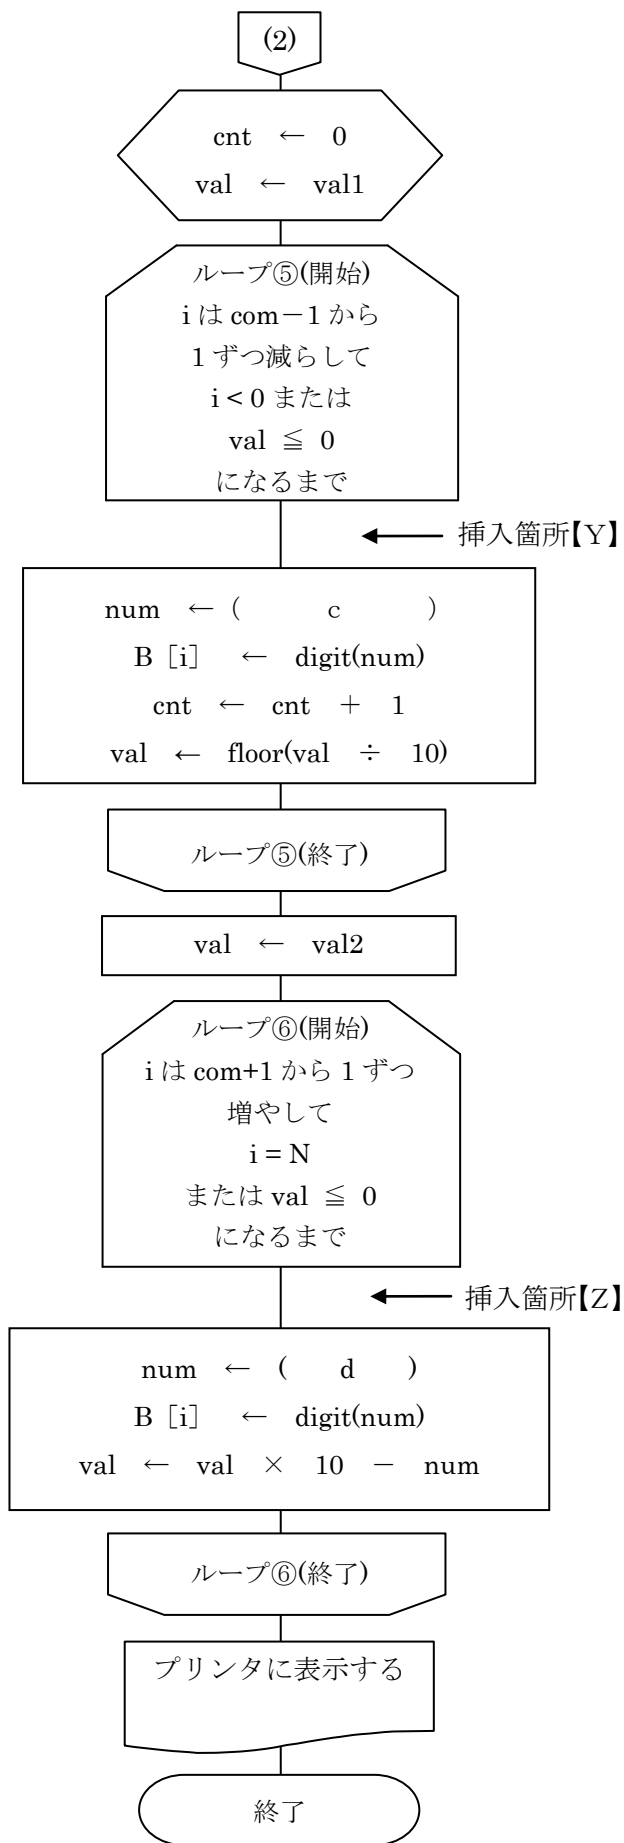 (2)
cnt ← 0
val ← val1
ループ⑤(開始)
i は com－1 から
1 ずつ減らして
i < 0 または
val ≦ 0
になるまで
挿入箇所【Y】
num ← ( c )
B［i］ ← digit(num)
cnt ← cnt ＋ 1
val ← floor(val ÷ 10)
ループ⑤(終了)
val ← val2
ループ⑥(開始)
i は com+1 から 1 ずつ
増やして
i = N
または val ≦ 0
になるまで
挿入箇所【Z】
num ← ( d )
B［i］ ← digit(num)
val ← val × 10 － num
ループ⑥(終了)
プリンタに表示する
終了